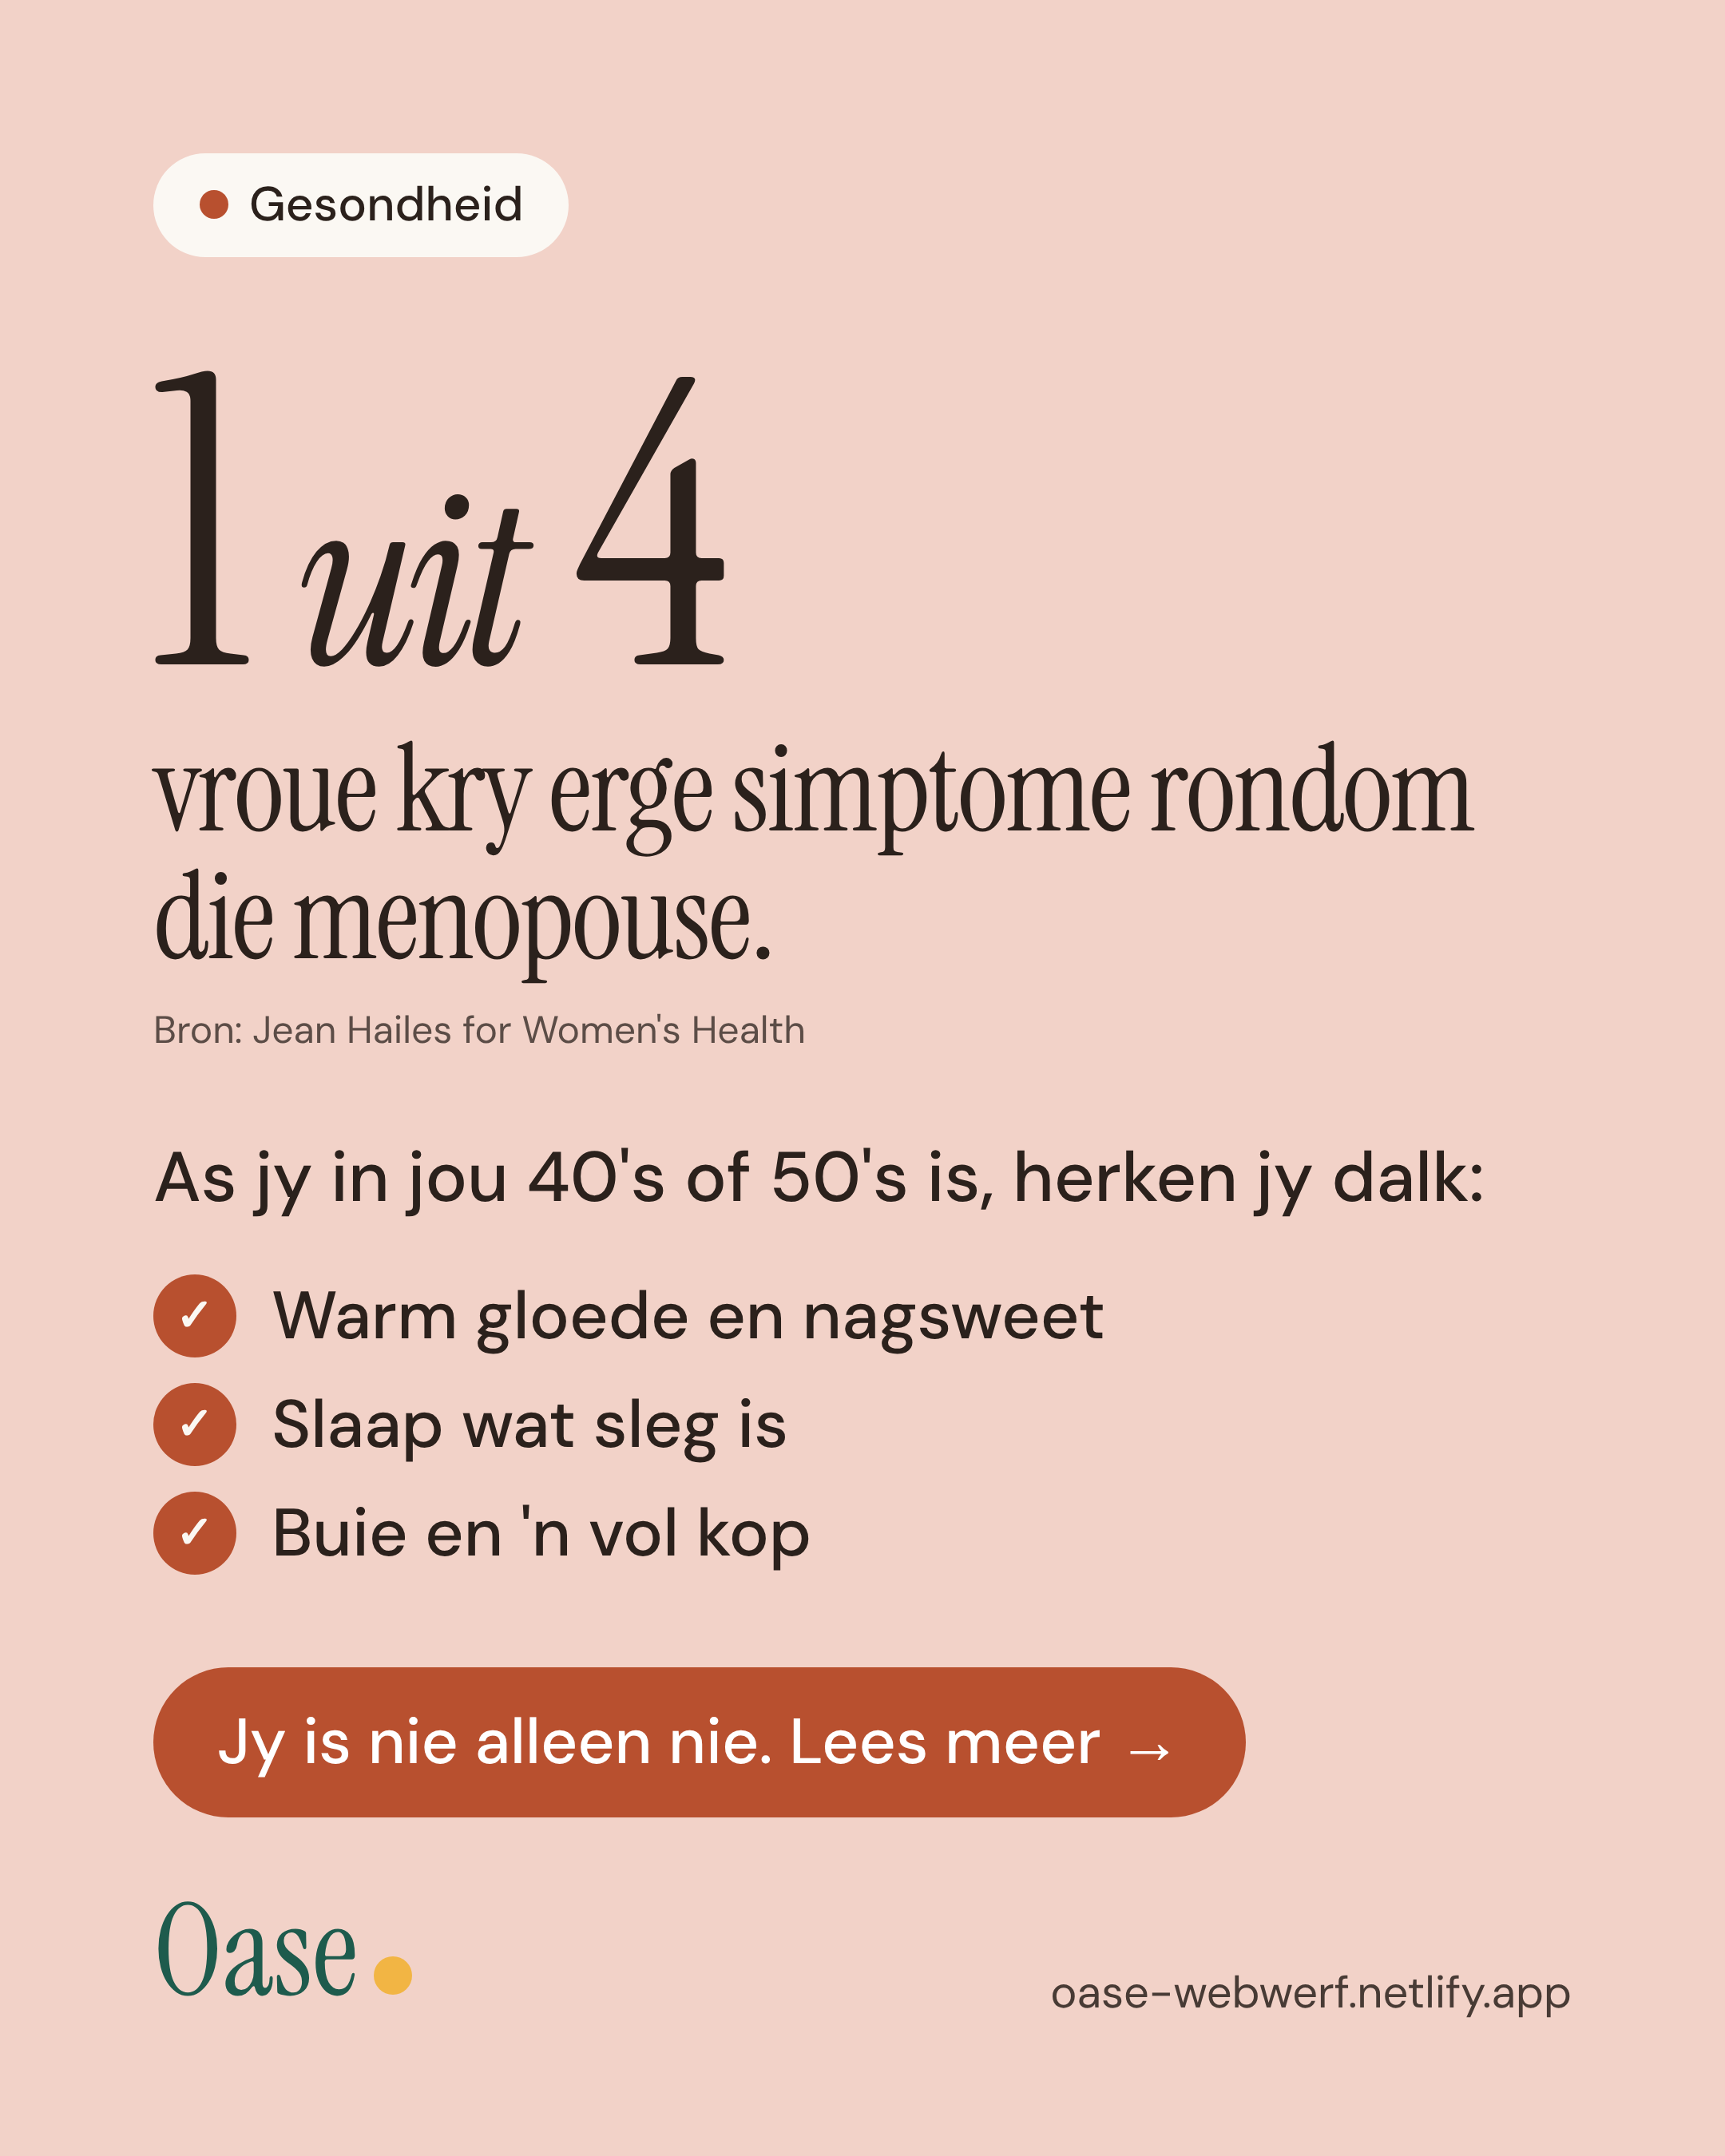 Gesondheid
1 uit 4
vroue kry erge simptome rondom
die menopouse.
Bron: Jean Hailes for Women's Health
As jy in jou 40's of 50's is, herken jy dalk:
✓ Warm gloede en nagsweet
✓ Slaap wat sleg is
✓ Buie en 'n vol kop
Jy is nie alleen nie. Lees meer →
Oase
oase-webwerf.netlify.app